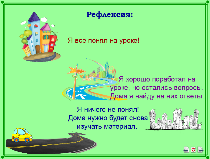 Рефлексия:
Я все понял на уроке!
Я хорошо поработал на
уроке, но остались вопросы.
Дома я найду на них ответы.
Я ничего не понял!
Дома нужно будет снова
изучать материал.